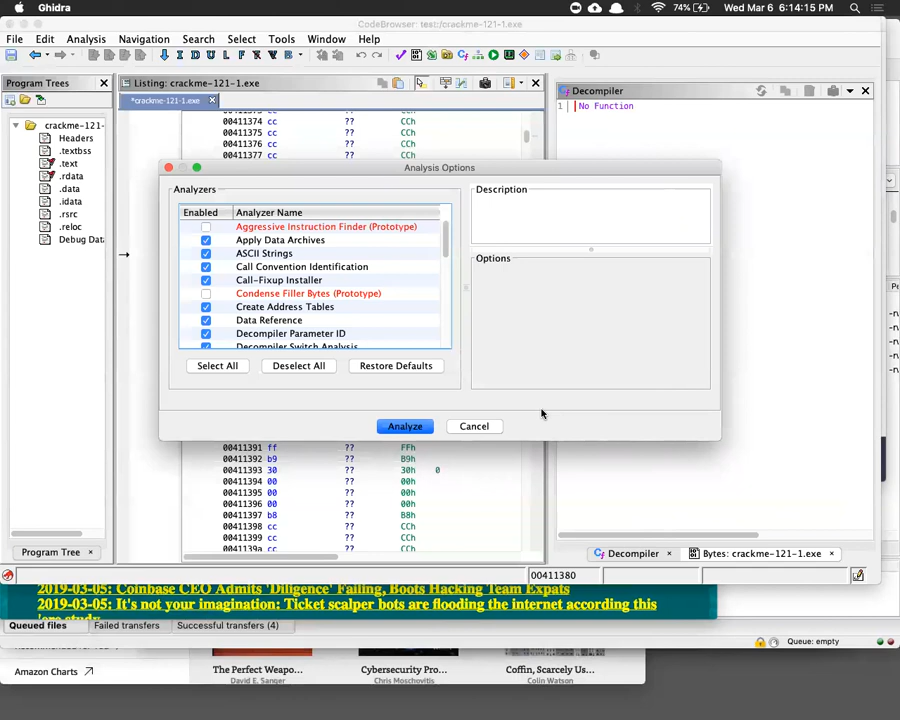 Ghidra
74%
Wed Mar 6 6:14:15 PM
CodeBrowser: test:/crackme-121-1.exe
File Edit Analysis Navigation Search Select Tools Window Help
I D U L F V B
Program Trees
Listing: crackme-121-1.exe
Decompiler
*crackme-121-1.exe
1 No Function
crackme-121-
Headers
.textbss
.text
.rdata
.data
.idata
.rsrc
.reloc
Debug Data
00411374 cc ?? CCh
00411375 cc ?? CCh
00411376 cc ?? CCh
00411377 cc ?? CCh
Analysis Options
Analyzers
Description
Enabled Analyzer Name
Aggressive Instruction Finder (Prototype)
Apply Data Archives
ASCII Strings
Call Convention Identification
Options
Call-Fixup Installer
Condense Filler Bytes (Prototype)
Create Address Tables
Data Reference
Decompiler Parameter ID
Decompiler Switch Analysis
Select All Deselect All Restore Defaults
Analyze Cancel
00411391 ff ?? FFh
00411392 b9 ?? B9h
00411393 30 ?? 30h 0
00411394 00 ?? 00h
00411395 00 ?? 00h
00411396 00 ?? 00h
00411397 b8 ?? B8h
00411398 cc ?? CCh
00411399 cc ?? CCh
0041139a cc ?? CCh
Program Tree
Decompiler
Bytes: crackme-121-1.exe
00411380
2019-03-05: Coinbase CEO Admits 'Diligence' Failing, Boots Hacking Team Expats
2019-03-05: It's not your imagination: Ticket scalper bots are flooding the internet according this
Queued files Failed transfers Successful transfers (4)
Queue: empty
Amazon Charts
The Perfect Weapo...
David E. Sanger
Cybersecurity Pro...
Chris Moschovitis
Coffin, Scarcely Us...
Colin Watson